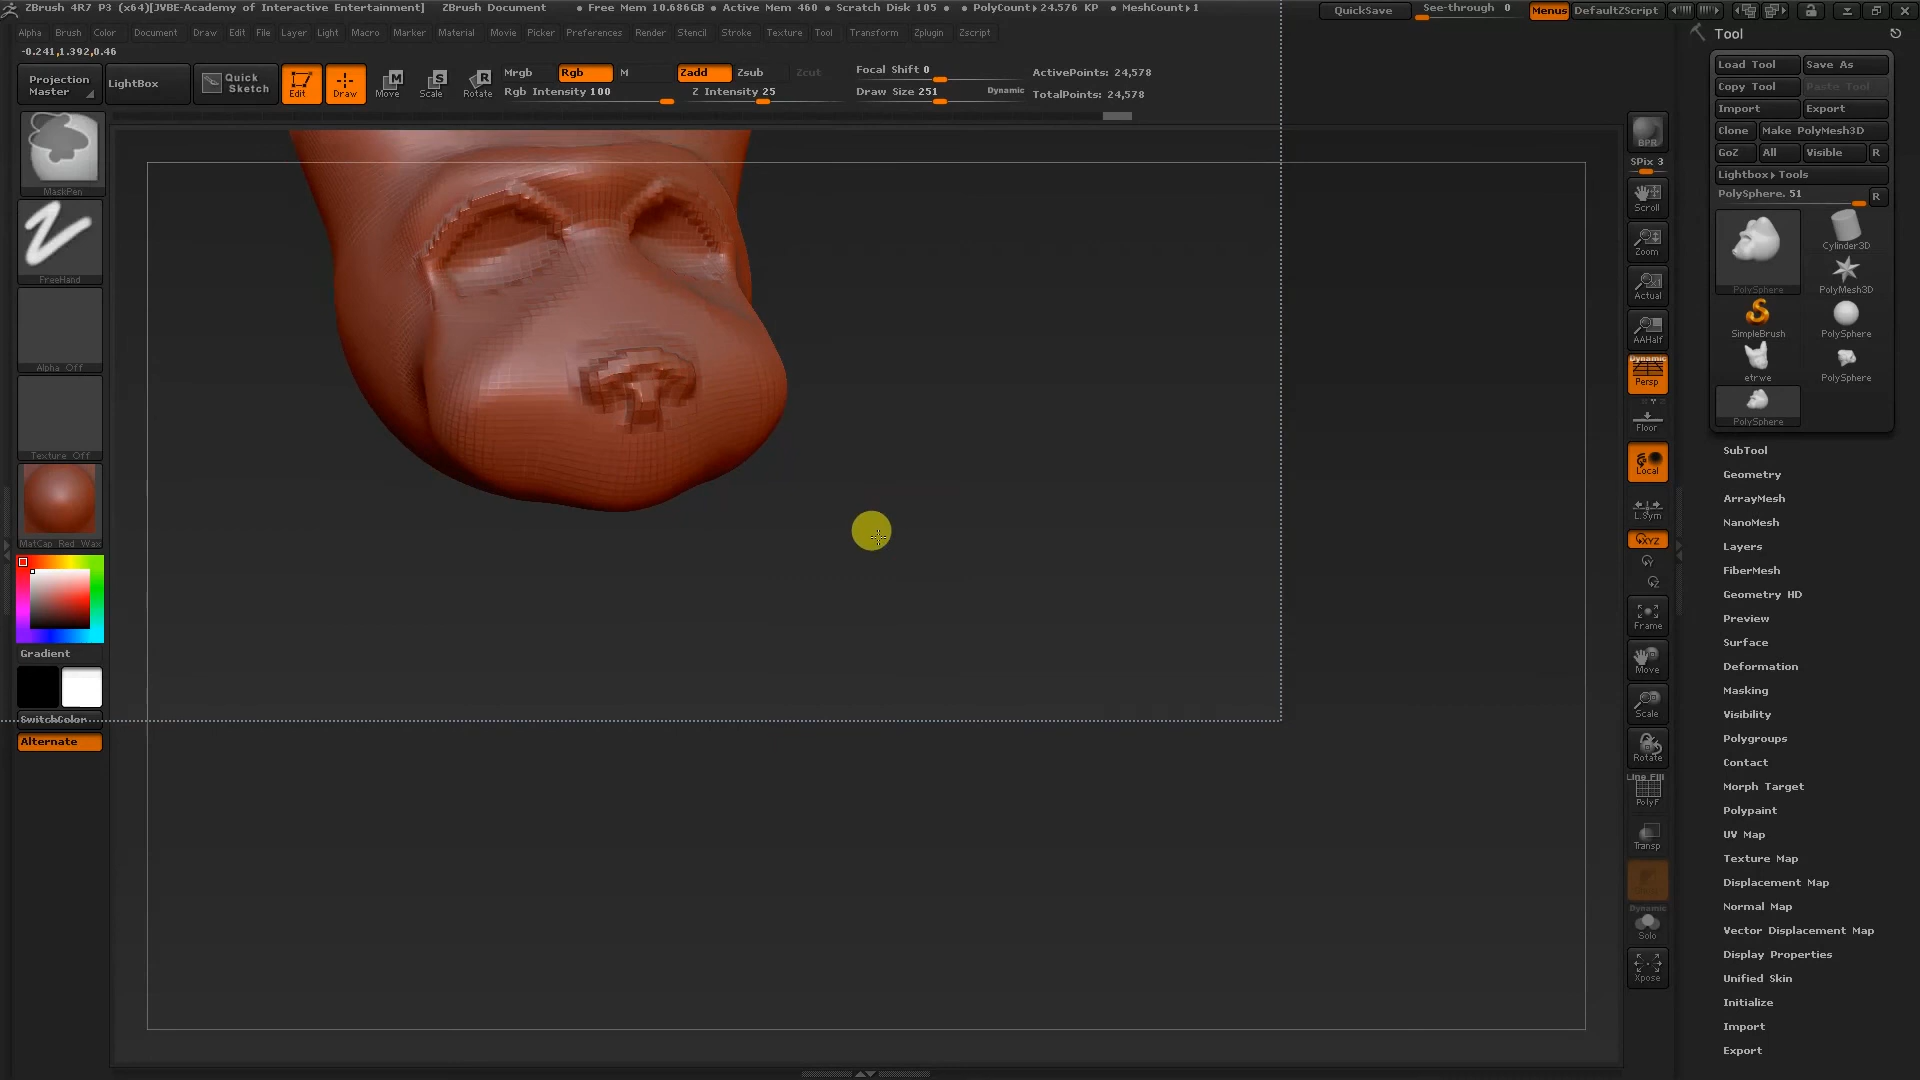 ZBrush 4R7 P3 (x64)[JVBE-Academy of Interactive Entertainment] ZBrush Document • Free Mem 10.686GB • Active Mem 460 • Scratch Disk 105 • PolyCount▸ 24.576 KP • MeshCount▸ 1 QuickSave See-through 0 Menus DefaultZScript
Alpha Brush Color Document Draw Edit File Layer Light Macro Marker Material Movie Picker Preferences Render Stencil Stroke Texture Tool Transform Zplugin Zscript
-0.241,1.392,0.46
Projection Master
LightBox
Quick Sketch
Edit
Draw
Move
Scale
Rotate
Mrgb Rgb M
Rgb Intensity 100
Zadd Zsub Zcut
Z Intensity 25
Focal Shift 0
Draw Size 251 Dynamic
ActivePoints: 24,578
TotalPoints: 24,578
MaskPen
FreeHand
Alpha Off
Texture Off
MatCap Red Wax
Gradient
SwitchColor
Alternate
BPR
SPix 3
Scroll
Zoom
Actual
AAHalf
Dynamic
Persp
Floor
Local
L.Sym
XYZ
Y
Z
Frame
Move
Scale
Rotate
Line Fill
PolyF
Transp
Dynamic
Solo
Xpose
Tool
Load Tool Save As
Copy Tool Paste Tool
Import Export
Clone Make PolyMesh3D
GoZ All Visible R
Lightbox▸ Tools
PolySphere. 51 R
PolySphere
Cylinder3D
PolyMesh3D
SimpleBrush PolySphere
etrwe PolySphere
PolySphere
SubTool
Geometry
ArrayMesh
NanoMesh
Layers
FiberMesh
Geometry HD
Preview
Surface
Deformation
Masking
Visibility
Polygroups
Contact
Morph Target
Polypaint
UV Map
Texture Map
Displacement Map
Normal Map
Vector Displacement Map
Display Properties
Unified Skin
Initialize
Import
Export